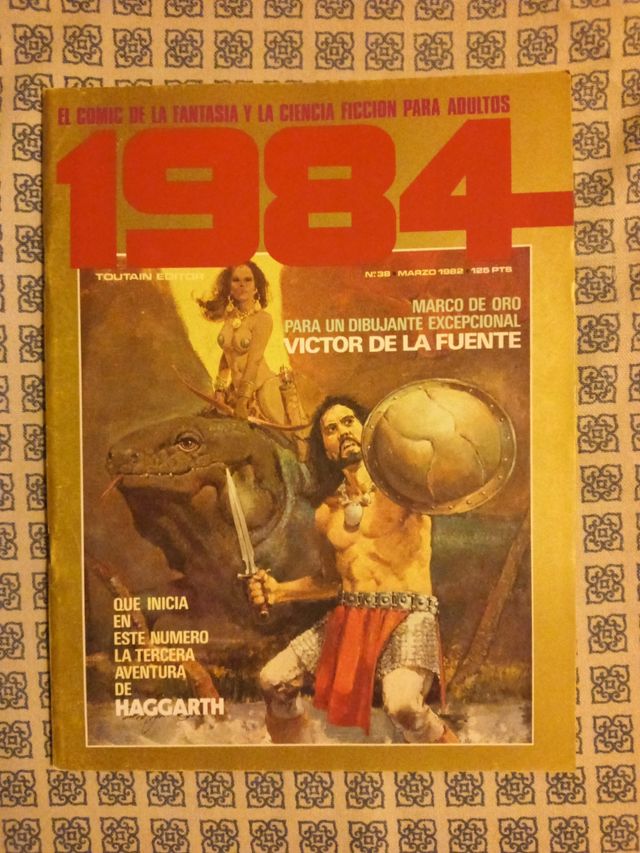 EL COMIC DE LA FANTASIA Y LA CIENCIA FICCION PARA ADULTOS
1984
TOUTAIN EDITOR
Nº 38 • MARZO 1982 • 125 PTS
MARCO DE ORO
PARA UN DIBUJANTE EXCEPCIONAL
VICTOR DE LA FUENTE
QUE INICIA
EN
ESTE NUMERO
LA TERCERA
AVENTURA
DE
HAGGARTH